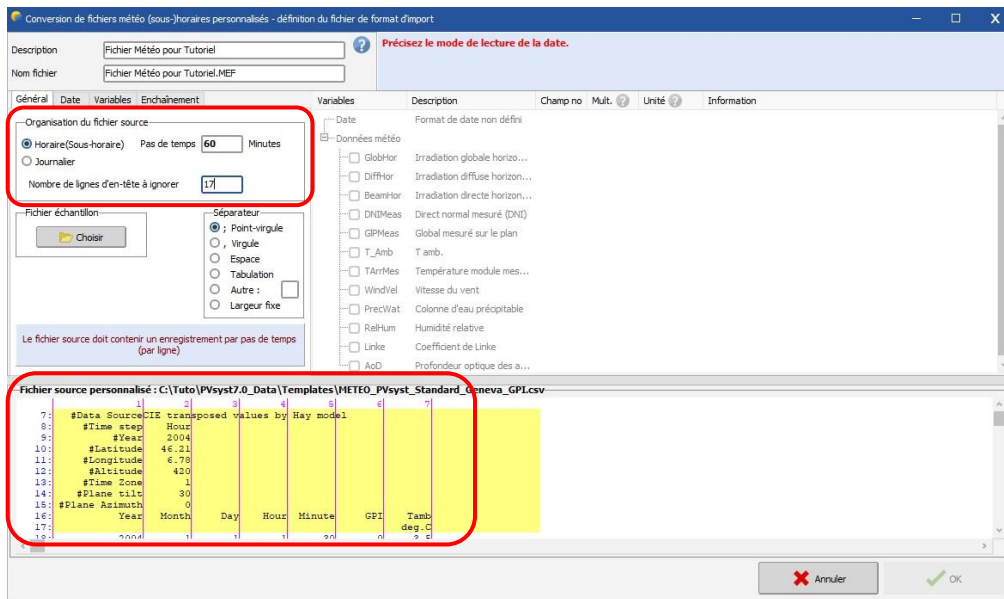 Conversion de fichiers météo (sous-)horaires personnalisés - définition du fichier de format d'import
Description
Fichier Météo pour Tutoriel
Précisez le mode de lecture de la date.
Nom fichier
Fichier Météo pour Tutoriel.MEF
Général Date Variables Enchaînement
Organisation du fichier source
Horaire(Sous-horaire) Pas de temps 60 Minutes
Journalier
Nombre de lignes d'en-tête à ignorer 17
Fichier échantillon
Choisir
Séparateur
; Point-virgule
, Virgule
Espace
Tabulation
Autre :
Largeur fixe
Le fichier source doit contenir un enregistrement par pas de temps
(par ligne)
Variables Description Champ no Mult. ? Unité ? Information
Date Format de date non défini
Données météo
GlobHor Irradiation globale horizo...
DiffHor Irradiation diffuse horizon...
BeamHor Irradiation directe horizon...
DNIMeas Direct normal mesuré (DNI)
GIPMeas Global mesuré sur le plan
T_Amb T amb.
TArrMes Température module mes...
WindVel Vitesse du vent
PrecWat Colonne d'eau précipitable
RelHum Humidité relative
Linke Coefficient de Linke
AoD Profondeur optique des a...
Fichier source personnalisé : C:\Tuto\PVsyst7.0_Data\Templates\METEO_PVsyst_Standard_Geneva_GPI.csv
1 2 3 4 5 6 7
7: #Data Source CIE transposed values by Hay model
8: #Time step Hour
9: #Year 2004
10: #Latitude 46.21
11: #Longitude 6.78
12: #Altitude 420
13: #Time Zone 1
14: #Plane tilt 30
15: #Plane Azimuth 0
16: Year Month Day Hour Minute GPI Tamb
17: deg.C
18: 2004 1 1 1 30 0 3.5
Annuler
OK